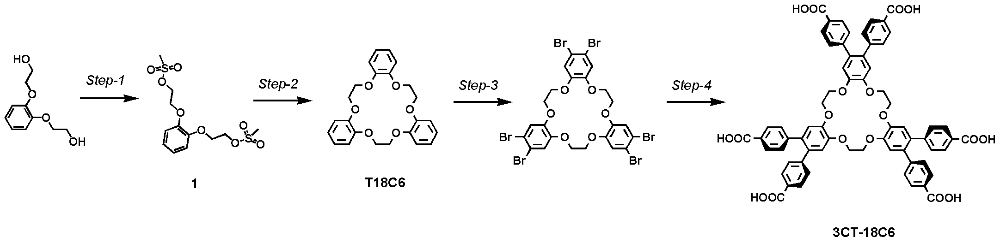 HO
O
O
OH
Step-1
O=S=O
O
O
O
O
O
S
O
1
Step-2
O
O
O
O
O
O
T18C6
Step-3
Br
Br
O
O
O
O
Br
Br
O
O
Br
Br
Step-4
HOOC
COOH
O
O
O
O
HOOC
COOH
O
O
HOOC
COOH
3CT-18C6